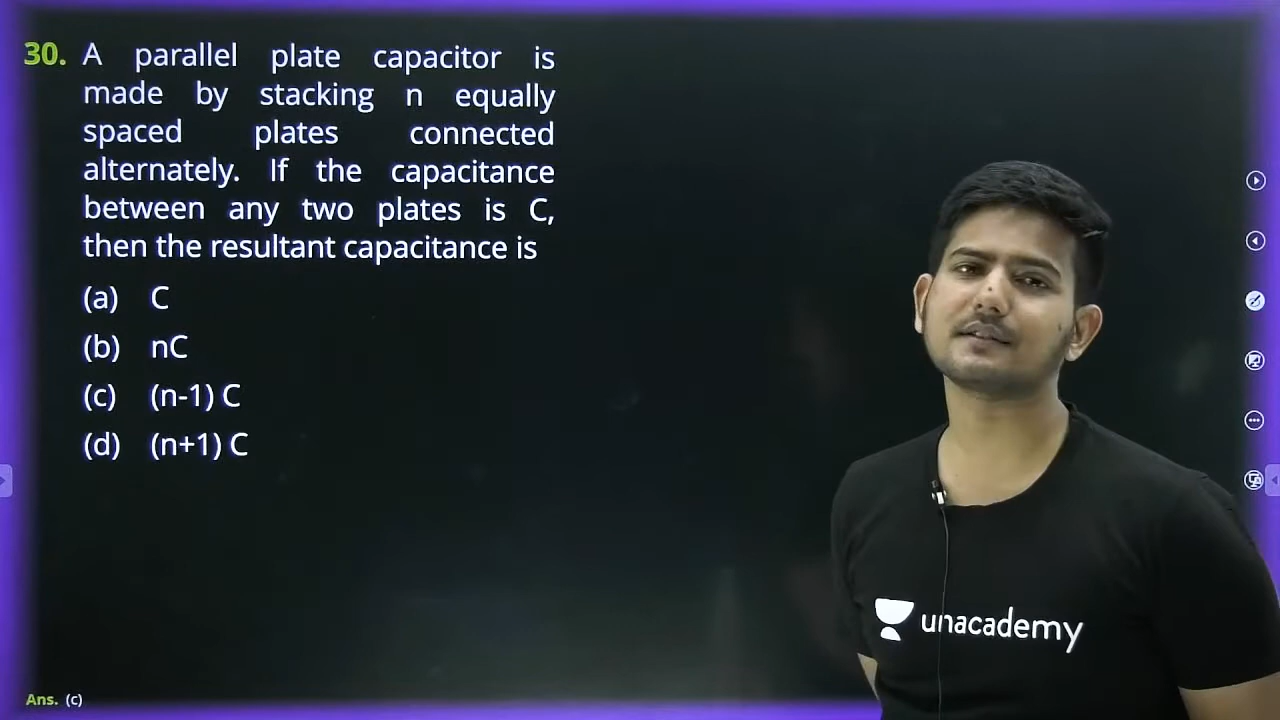 30. A parallel plate capacitor is
made by stacking n equally
spaced plates connected
alternately. If the capacitance
between any two plates is C,
then the resultant capacitance is
(a) C
(b) nC
(c) (n-1) C
(d) (n+1) C
unacademy
Ans. (c)